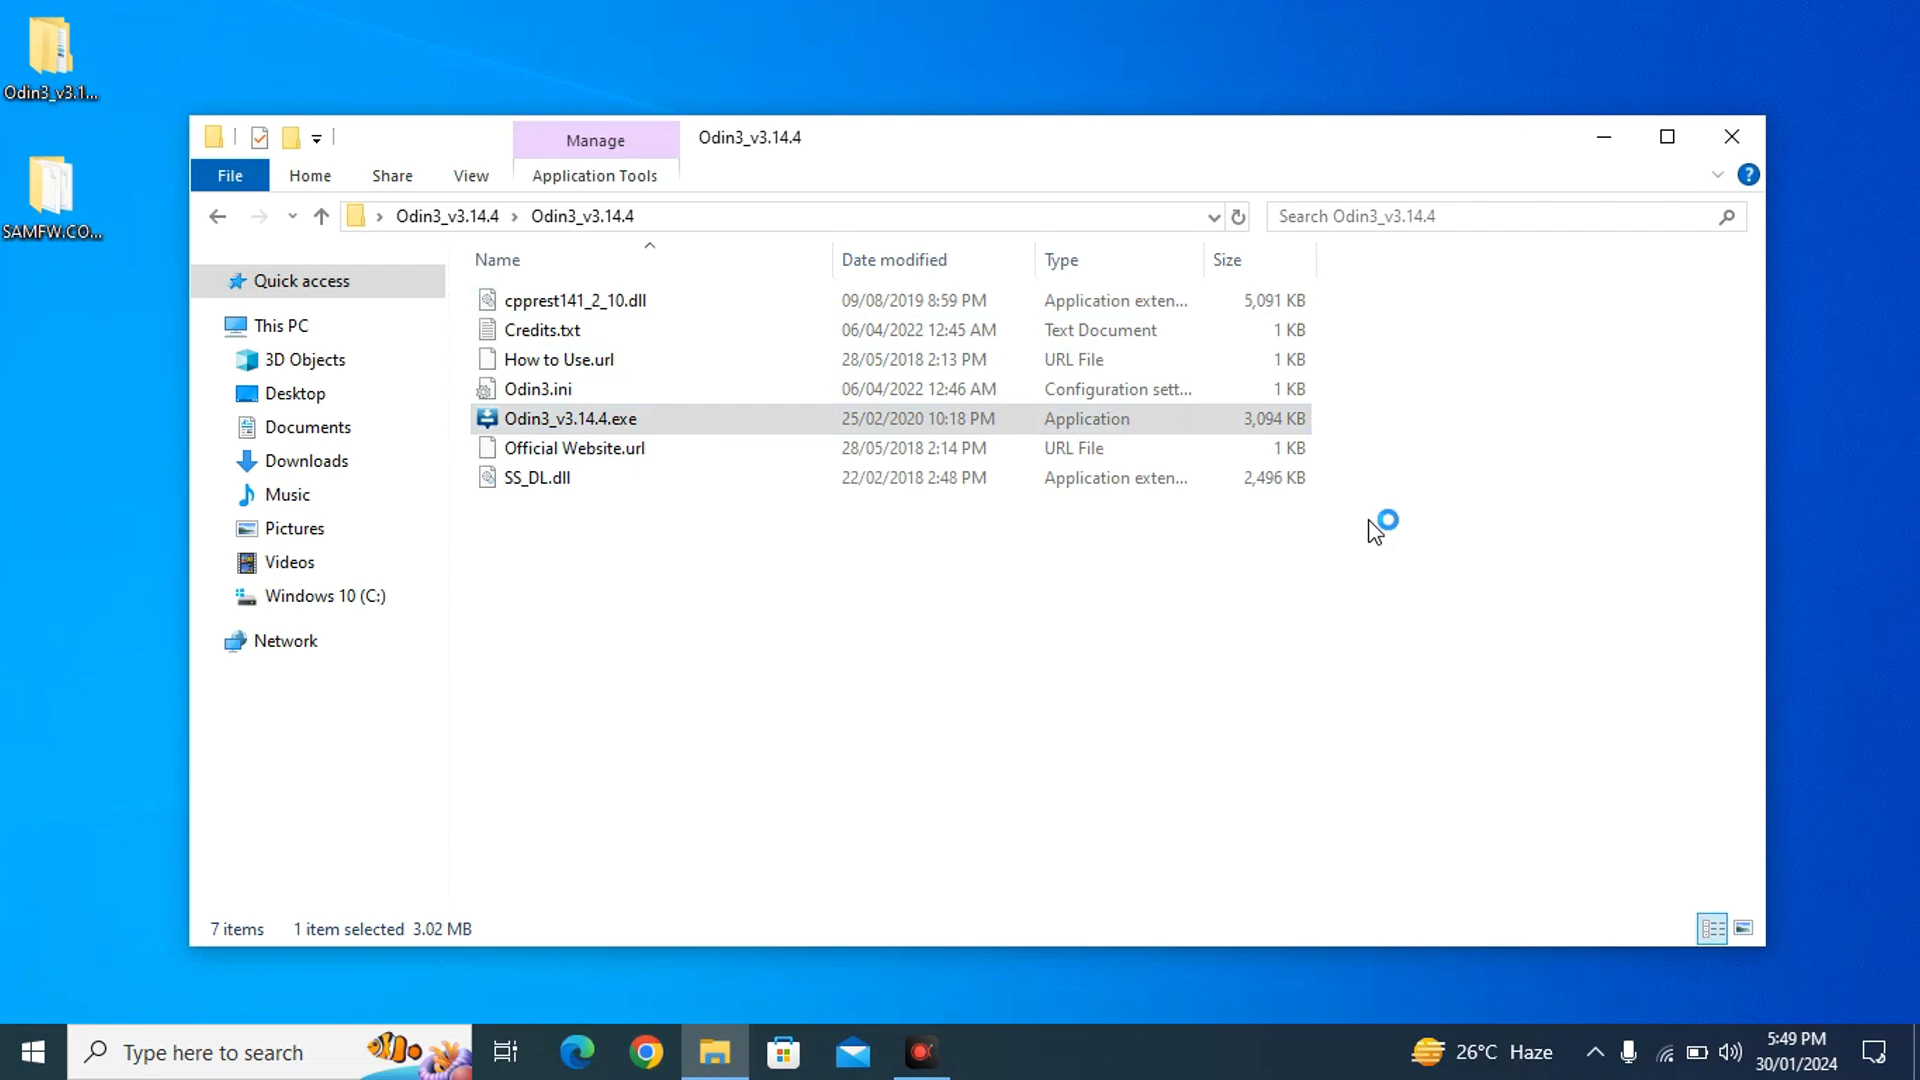 Odin3_v3.1...
SAMFW.CO...
Manage
Odin3_v3.14.4
File
Home
Share
View
Application Tools
Odin3_v3.14.4 > Odin3_v3.14.4
Search Odin3_v3.14.4
Name
Date modified
Type
Size
Quick access
This PC
3D Objects
Desktop
Documents
Downloads
Music
Pictures
Videos
Windows 10 (C:)
Network
cpprest141_2_10.dll 09/08/2019 8:59 PM Application exten... 5,091 KB
Credits.txt 06/04/2022 12:45 AM Text Document 1 KB
How to Use.url 28/05/2018 2:13 PM URL File 1 KB
Odin3.ini 06/04/2022 12:46 AM Configuration sett... 1 KB
Odin3_v3.14.4.exe 25/02/2020 10:18 PM Application 3,094 KB
Official Website.url 28/05/2018 2:14 PM URL File 1 KB
SS_DL.dll 22/02/2018 2:48 PM Application exten... 2,496 KB
7 items 1 item selected 3.02 MB
Type here to search
26°C Haze
5:49 PM
30/01/2024